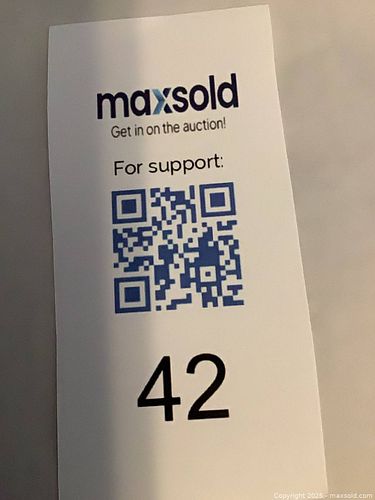 maxsold
Get in on the auction!
For support:
42
Copyright 2025 - maxsold.com